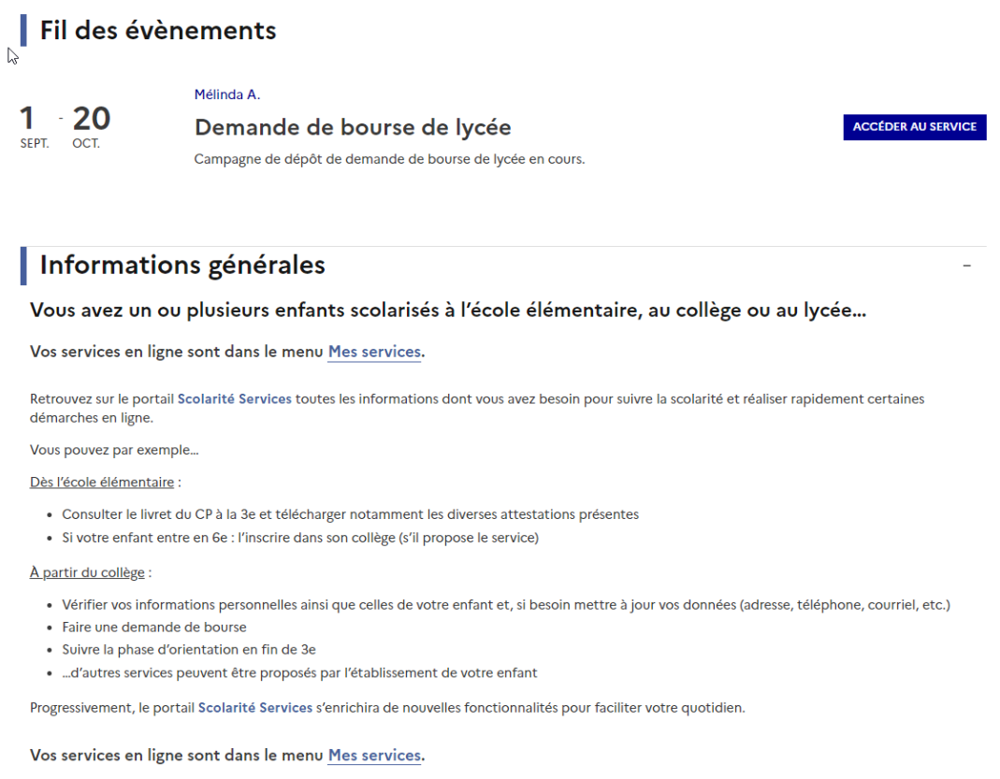 Fil des évènements
Mélinda A.
1 - 20
SEPT. OCT.
Demande de bourse de lycée
ACCÉDER AU SERVICE
Campagne de dépôt de demande de bourse de lycée en cours.
Informations générales
–
Vous avez un ou plusieurs enfants scolarisés à l’école élémentaire, au collège ou au lycée...
Vos services en ligne sont dans le menu Mes services.
Retrouvez sur le portail Scolarité Services toutes les informations dont vous avez besoin pour suivre la scolarité et réaliser rapidement certaines
démarches en ligne.
Vous pouvez par exemple...
Dès l’école élémentaire :
• Consulter le livret du CP à la 3e et télécharger notamment les diverses attestations présentes
• Si votre enfant entre en 6e : l’inscrire dans son collège (s’il propose le service)
À partir du collège :
• Vérifier vos informations personnelles ainsi que celles de votre enfant et, si besoin mettre à jour vos données (adresse, téléphone, courriel, etc.)
• Faire une demande de bourse
• Suivre la phase d’orientation en fin de 3e
• ...d’autres services peuvent être proposés par l’établissement de votre enfant
Progressivement, le portail Scolarité Services s’enrichira de nouvelles fonctionnalités pour faciliter votre quotidien.
Vos services en ligne sont dans le menu Mes services.